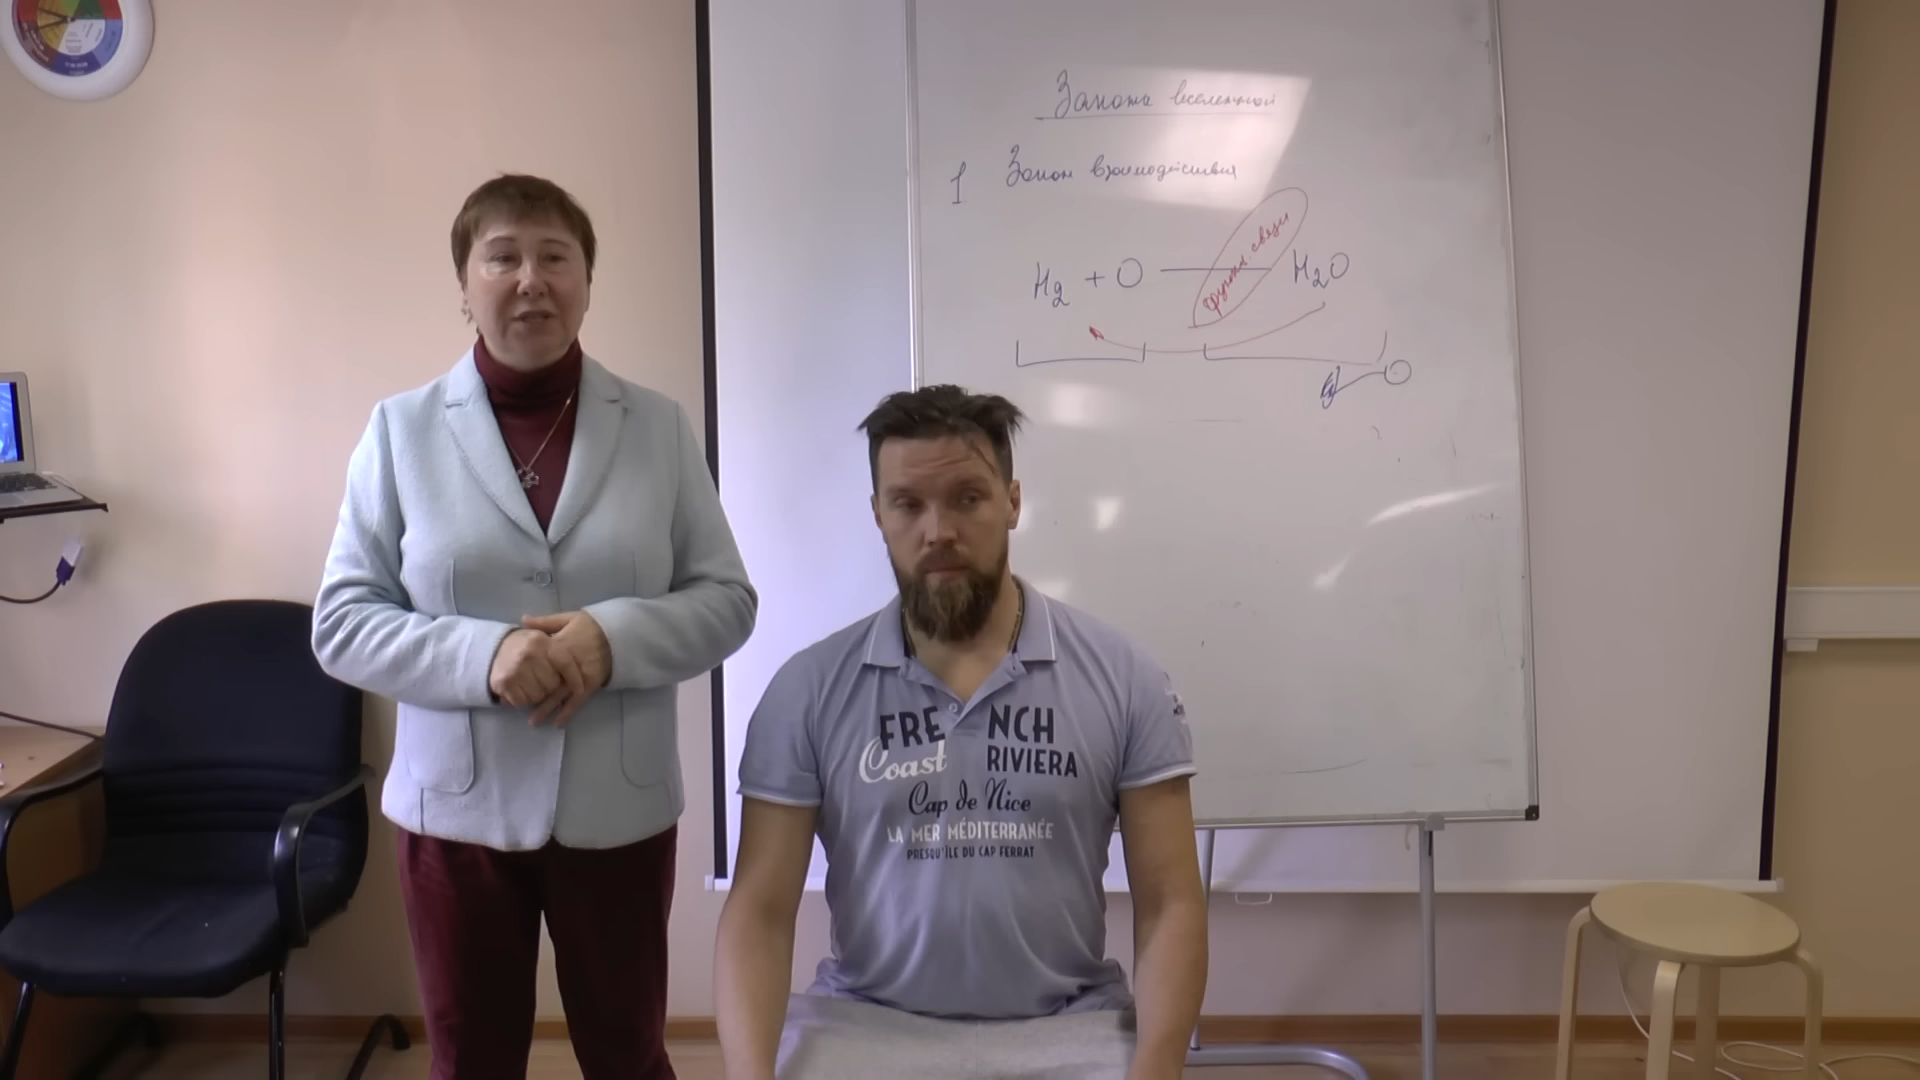 Законы вселенной
1 Закон взаимодействия
H2 + O — H2O
функц. связи
FRENCH
Coast RIVIERA
Cap de Nice
LA MER MÉDITERRANÉE
PRESQU'ÎLE DU CAP FERRAT